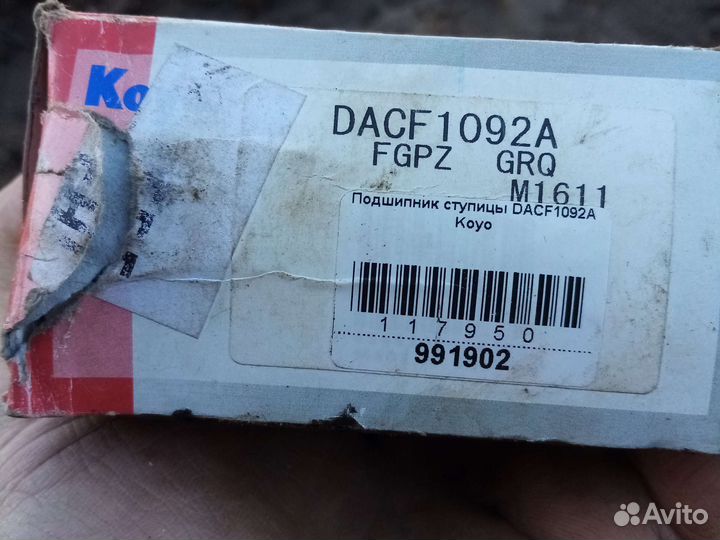 Ko
DACF1092A
FGPZ GRQ
M1611
Подшипник ступицы DACF1092A
Koyo
117950
991902
Avito